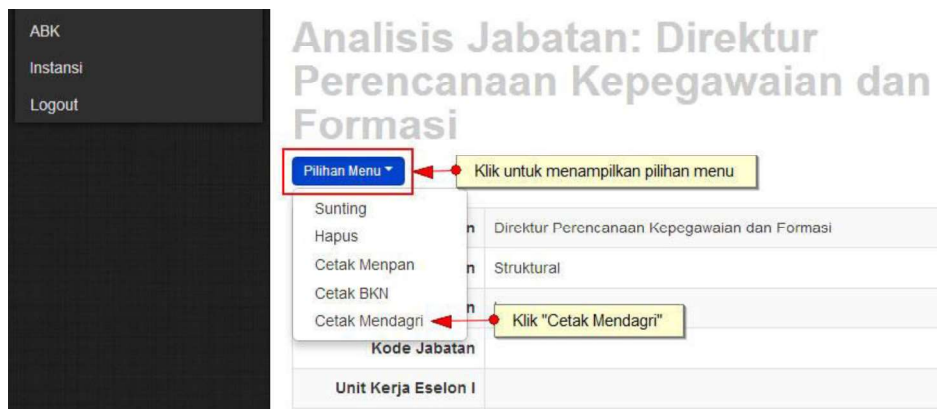 ABK
Instansi
Logout
Analisis Jabatan: Direktur
Perencanaan Kepegawaian dan
Formasi
Pilihan Menu
Klik untuk menampilkan pilihan menu
Sunting
Hapus
Cetak Menpan
Cetak BKN
Cetak Mendagri
n Direktur Perencanaan Kepegawaian dan Formasi
n Struktural
n
Klik "Cetak Mendagri"
Kode Jabatan
Unit Kerja Eselon I